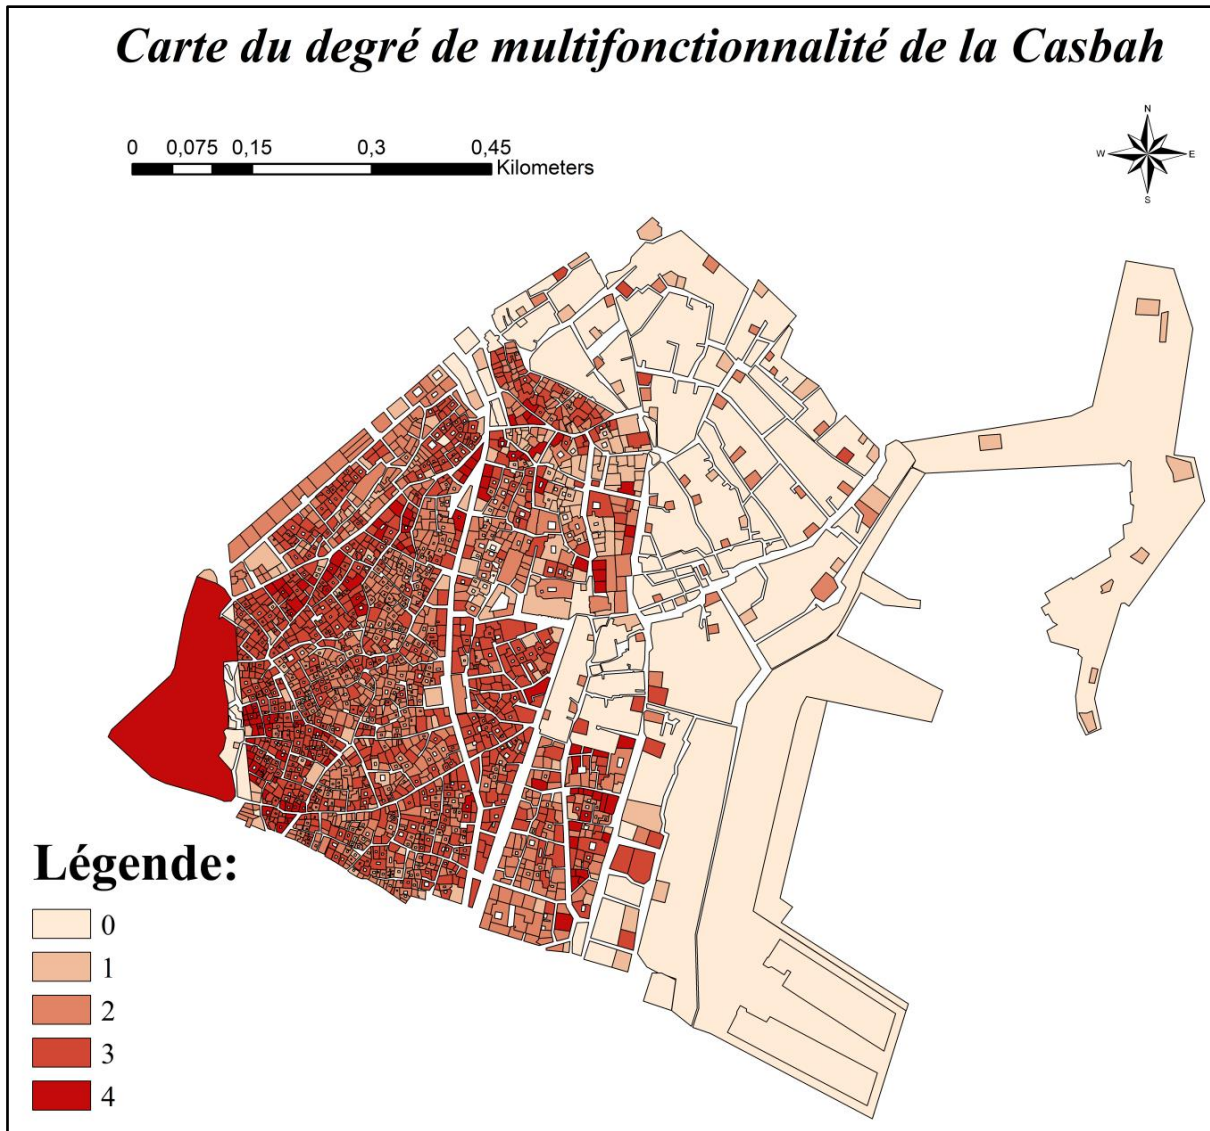 Carte du degré de multifonctionnalité de la Casbah
0 0,075 0,15 0,3 0,45
Kilometers
N
W E
S
Légende:
0
1
2
3
4